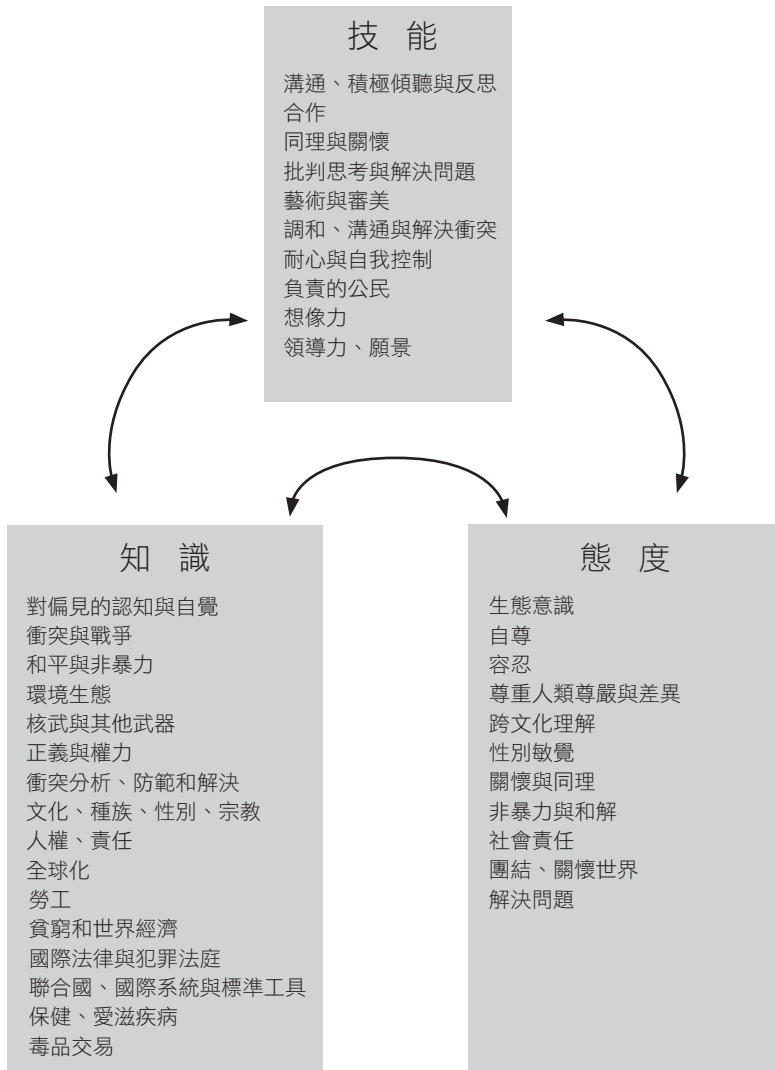 技 能
溝通、積極傾聽與反思
合作
同理與關懷
批判思考與解決問題
藝術與審美
調和、溝通與解決衝突
耐心與自我控制
負責的公民
想像力
領導力、願景
知 識
對偏見的認知與自覺
衝突與戰爭
和平與非暴力
環境生態
核武與其他武器
正義與權力
衝突分析、防範和解決
文化、種族、性別、宗教
人權、責任
全球化
勞工
貧窮和世界經濟
國際法律與犯罪法庭
聯合國、國際系統與標準工具
保健、愛滋疾病
毒品交易
態 度
生態意識
自尊
容忍
尊重人類尊嚴與差異
跨文化理解
性別敏覺
關懷與同理
非暴力與和解
社會責任
團結、關懷世界
解決問題